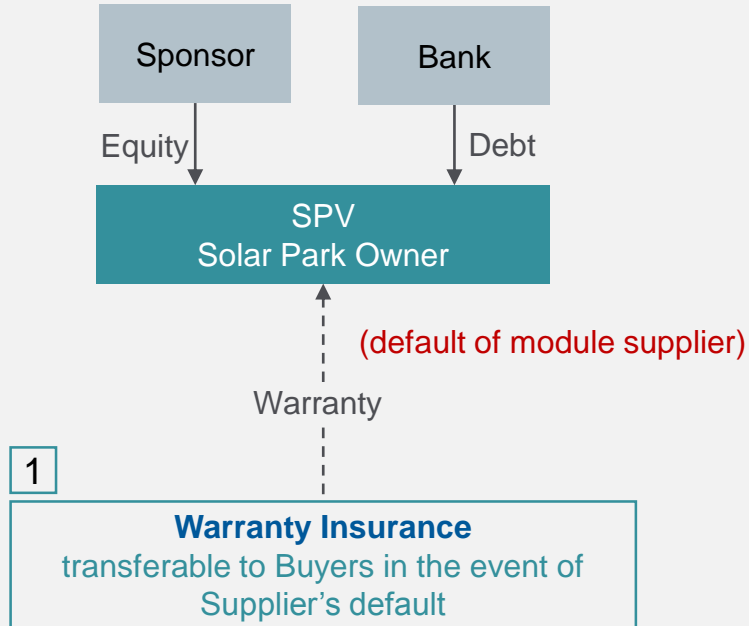 Sponsor
Bank
Equity
Debt
SPV
Solar Park Owner
(default of module supplier)
Warranty
1
Warranty Insurance
transferable to Buyers in the event of
Supplier's default